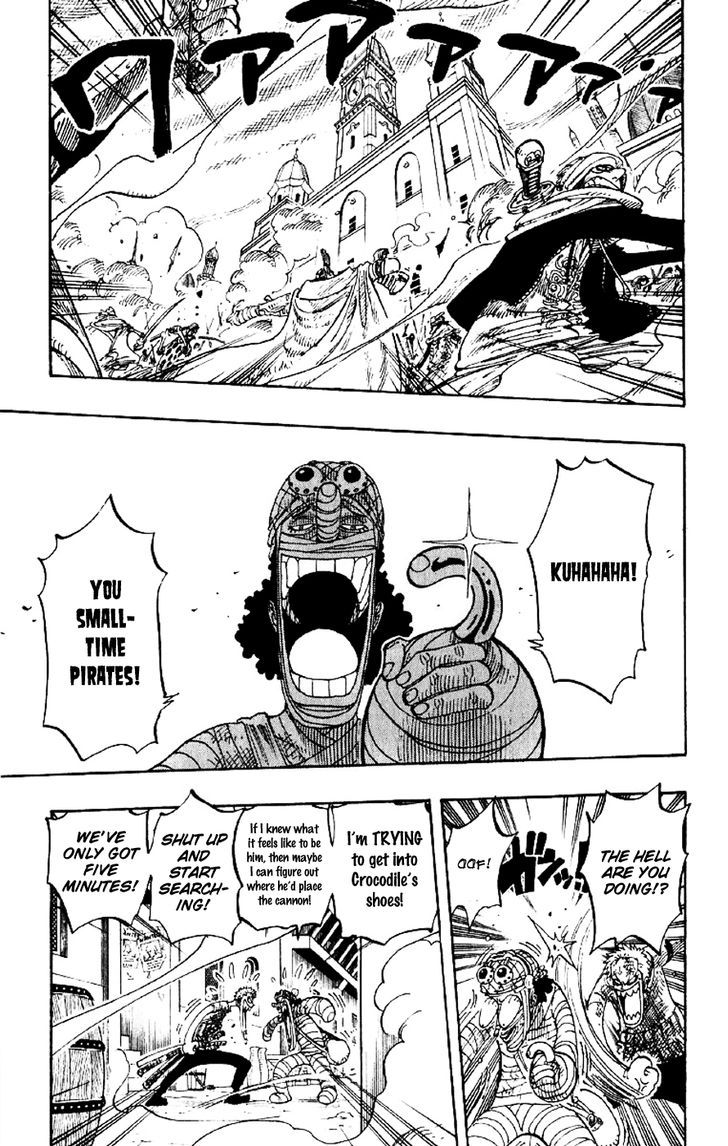 ワアアアアアア…
KUHAHAHA!
YOU
SMALL-
TIME
PIRATES!
THE HELL
ARE YOU
DOING!?
OOF!
I'm TRYING
to get into
Crocodile's
shoes!
If I knew what
it feels like to be
him, then maybe
I can figure out
where he'd place
the cannon!
SHUT UP
AND
START
SEARCH-
ING!
WE'VE
ONLY GOT
FIVE
MINUTES!